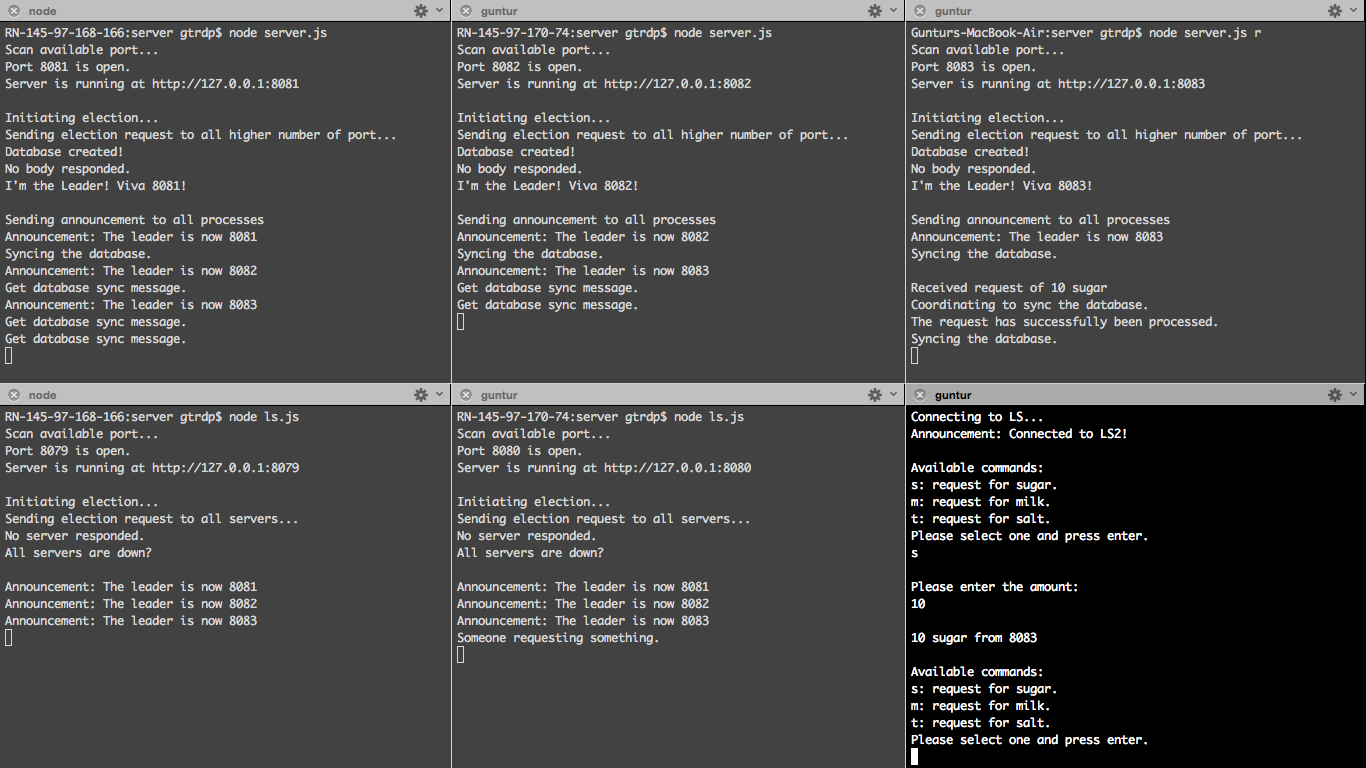 node
RN-145-97-168-166:server gtrdp$ node server.js
Scan available port...
Port 8081 is open.
Server is running at http://127.0.0.1:8081
Initiating election...
Sending election request to all higher number of port...
Database created!
No body responded.
I'm the Leader! Viva 8081!
Sending announcement to all processes
Announcement: The leader is now 8081
Syncing the database.
Announcement: The leader is now 8082
Get database sync message.
Announcement: The leader is now 8083
Get database sync message.
Get database sync message.
guntur
RN-145-97-170-74:server gtrdp$ node server.js
Scan available port...
Port 8082 is open.
Server is running at http://127.0.0.1:8082
Initiating election...
Sending election request to all higher number of port...
Database created!
No body responded.
I'm the Leader! Viva 8082!
Sending announcement to all processes
Announcement: The leader is now 8082
Syncing the database.
Announcement: The leader is now 8083
Get database sync message.
Get database sync message.
guntur
Gunturs-MacBook-Air:server gtrdp$ node server.js r
Scan available port...
Port 8083 is open.
Server is running at http://127.0.0.1:8083
Initiating election...
Sending election request to all higher number of port...
Database created!
No body responded.
I'm the Leader! Viva 8083!
Sending announcement to all processes
Announcement: The leader is now 8083
Syncing the database.
Received request of 10 sugar
Coordinating to sync the database.
The request has successfully been processed.
Syncing the database.
node
RN-145-97-168-166:server gtrdp$ node ls.js
Scan available port...
Port 8079 is open.
Server is running at http://127.0.0.1:8079
Initiating election...
Sending election request to all servers...
No server responded.
All servers are down?
Announcement: The leader is now 8081
Announcement: The leader is now 8082
Announcement: The leader is now 8083
guntur
RN-145-97-170-74:server gtrdp$ node ls.js
Scan available port...
Port 8080 is open.
Server is running at http://127.0.0.1:8080
Initiating election...
Sending election request to all servers...
No server responded.
All servers are down?
Announcement: The leader is now 8081
Announcement: The leader is now 8082
Announcement: The leader is now 8083
Someone requesting something.
guntur
Connecting to LS...
Announcement: Connected to LS2!
Available commands:
s: request for sugar.
m: request for milk.
t: request for salt.
Please select one and press enter.
s
Please enter the amount:
10
10 sugar from 8083
Available commands:
s: request for sugar.
m: request for milk.
t: request for salt.
Please select one and press enter.